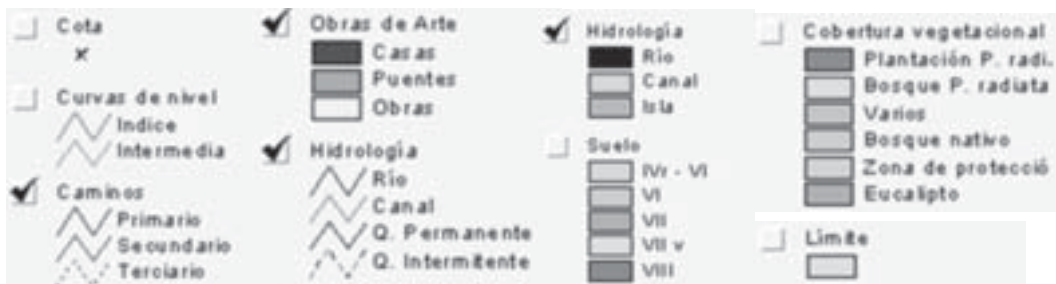 Cota
Curvas de nivel
Indice
Intermedia
Caminos
Primario
Secundario
Terciario
Obras de Arte
Casas
Puentes
Obras
Hidrología
Río
Canal
Q. Permanente
Q. Intermitente
Hidrología
Río
Canal
Isla
Suelo
IVr - VI
VI
VII
VII v
VIII
Cobertura vegetacional
Plantación P. radi.
Bosque P. radiata
Varios
Bosque nativo
Zona de protecció
Eucalipto
Límite